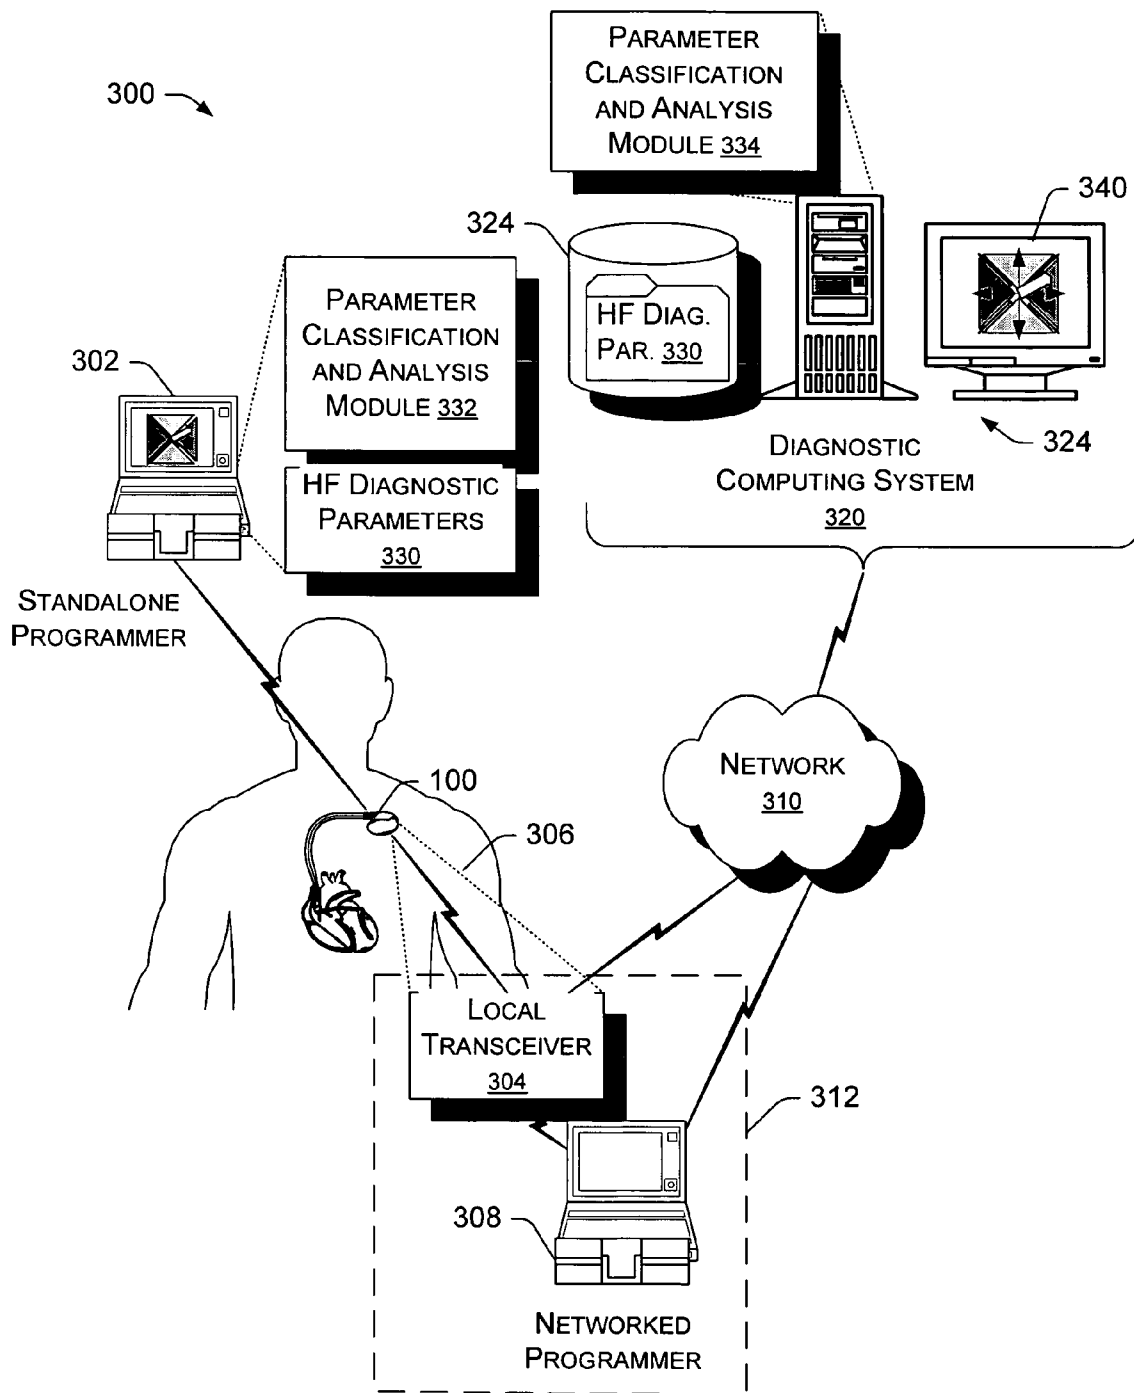 300
PARAMETER
CLASSIFICATION
AND ANALYSIS
MODULE 334
324
340
HF DIAG.
PAR. 330
324
DIAGNOSTIC
COMPUTING SYSTEM
320
302
PARAMETER
CLASSIFICATION
AND ANALYSIS
MODULE 332
HF DIAGNOSTIC
PARAMETERS
330
STANDALONE
PROGRAMMER
100
306
NETWORK
310
LOCAL
TRANSCEIVER
304
312
308
NETWORKED
PROGRAMMER